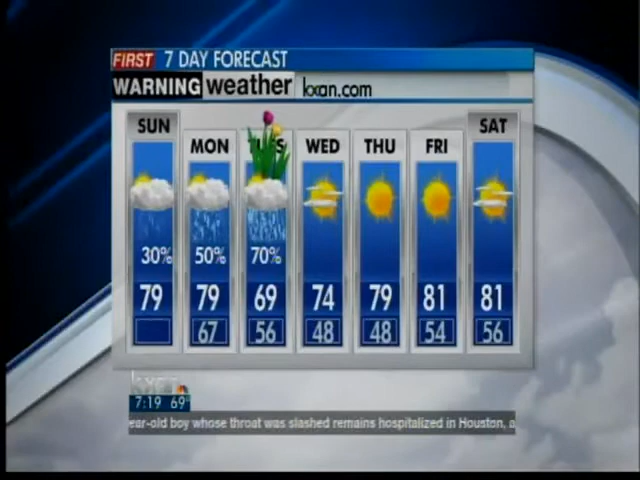 FIRST 7 DAY FORECAST
WARNING weather kxan.com
SUN MON TUES WED THU FRI SAT
30% 50% 70%
79 79 69 74 79 81 81
67 56 48 48 54 56
kxan
7:19 69°
ear-old boy whose throat was slashed remains hospitalized in Houston, a